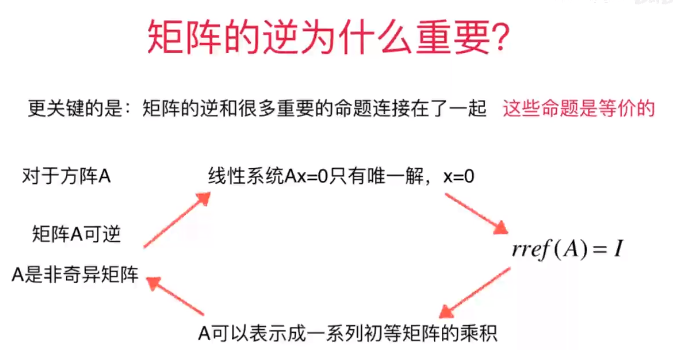 矩阵的逆为什么重要?
更关键的是：矩阵的逆和很多重要的命题连接在了一起 这些命题是等价的
对于方阵A
线性系统Ax=0只有唯一解，x=0
矩阵A可逆
rref(A) = I
A是非奇异矩阵
A可以表示成一系列初等矩阵的乘积